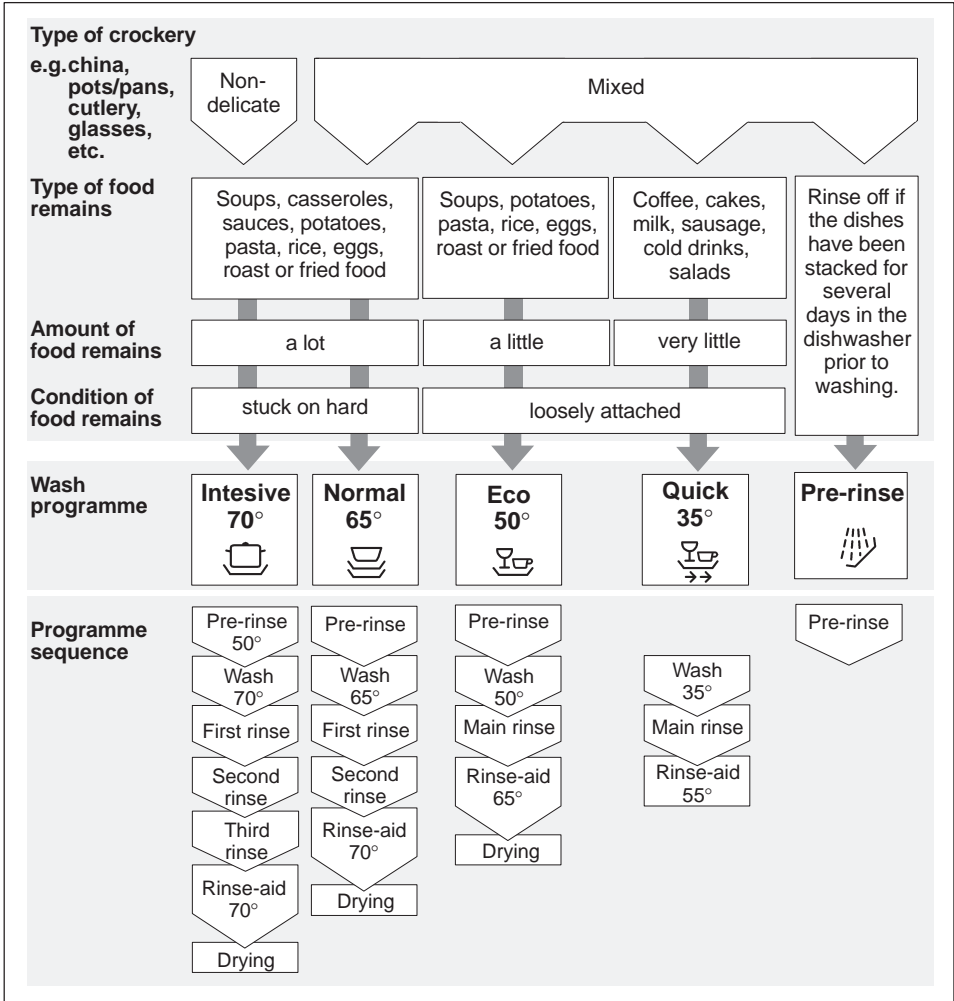 Type of crockery
e.g. china,
pots/pans,
cutlery,
glasses,
etc.
Non-
delicate
Mixed
Type of food
remains
Soups, casseroles,
sauces, potatoes,
pasta, rice, eggs,
roast or fried food
Soups, potatoes,
pasta, rice, eggs,
roast or fried food
Coffee, cakes,
milk, sausage,
cold drinks,
salads
Rinse off if
the dishes
have been
stacked for
several
days in the
dishwasher
prior to
washing.
Amount of
food remains
a lot
a little
very little
Condition of
food remains
stuck on hard
loosely attached
Wash
programme
Intesive
70°
Normal
65°
Eco
50°
Quick
35°
Pre-rinse
Programme
sequence
Pre-rinse
50°
Wash
70°
First rinse
Second
rinse
Third
rinse
Rinse-aid
70°
Drying
Pre-rinse
Wash
65°
First rinse
Second
rinse
Rinse-aid
70°
Drying
Pre-rinse
Wash
50°
Main rinse
Rinse-aid
65°
Drying
Wash
35°
Main rinse
Rinse-aid
55°
Pre-rinse